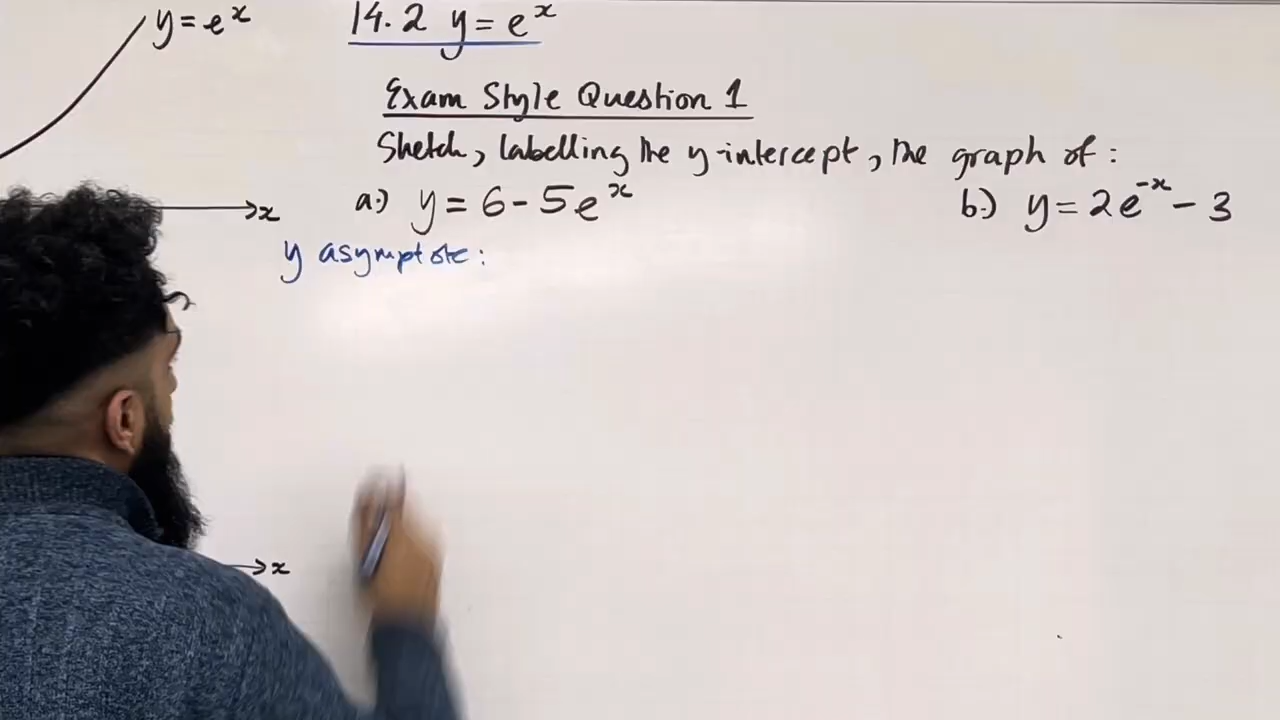 y = e^x
14.2 y = e^x
Exam Style Question 1
Sketch, labelling the y-intercept, the graph of :
a.) y = 6 - 5e^x
b.) y = 2e^-x - 3
x
y asymptote :
x